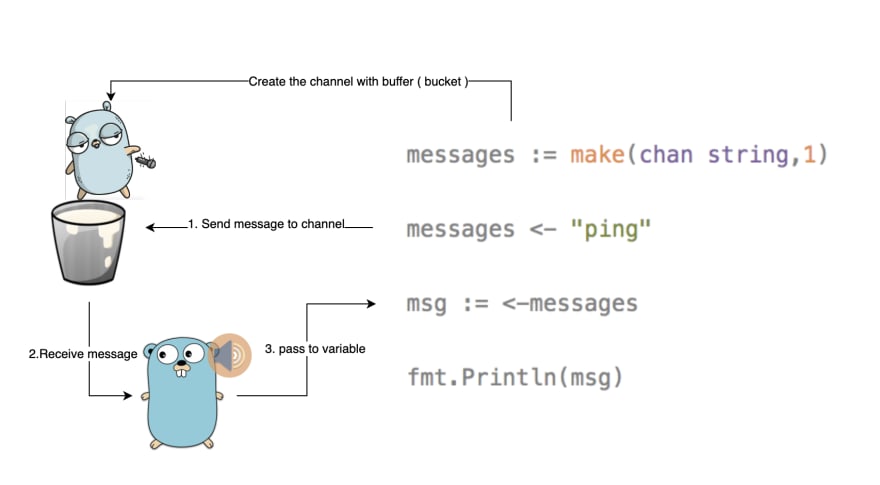 Create the channel with buffer ( bucket )
messages := make(chan string,1)
1. Send message to channel
messages <- "ping"
msg := <-messages
2.Receive message
3. pass to variable
fmt.Println(msg)